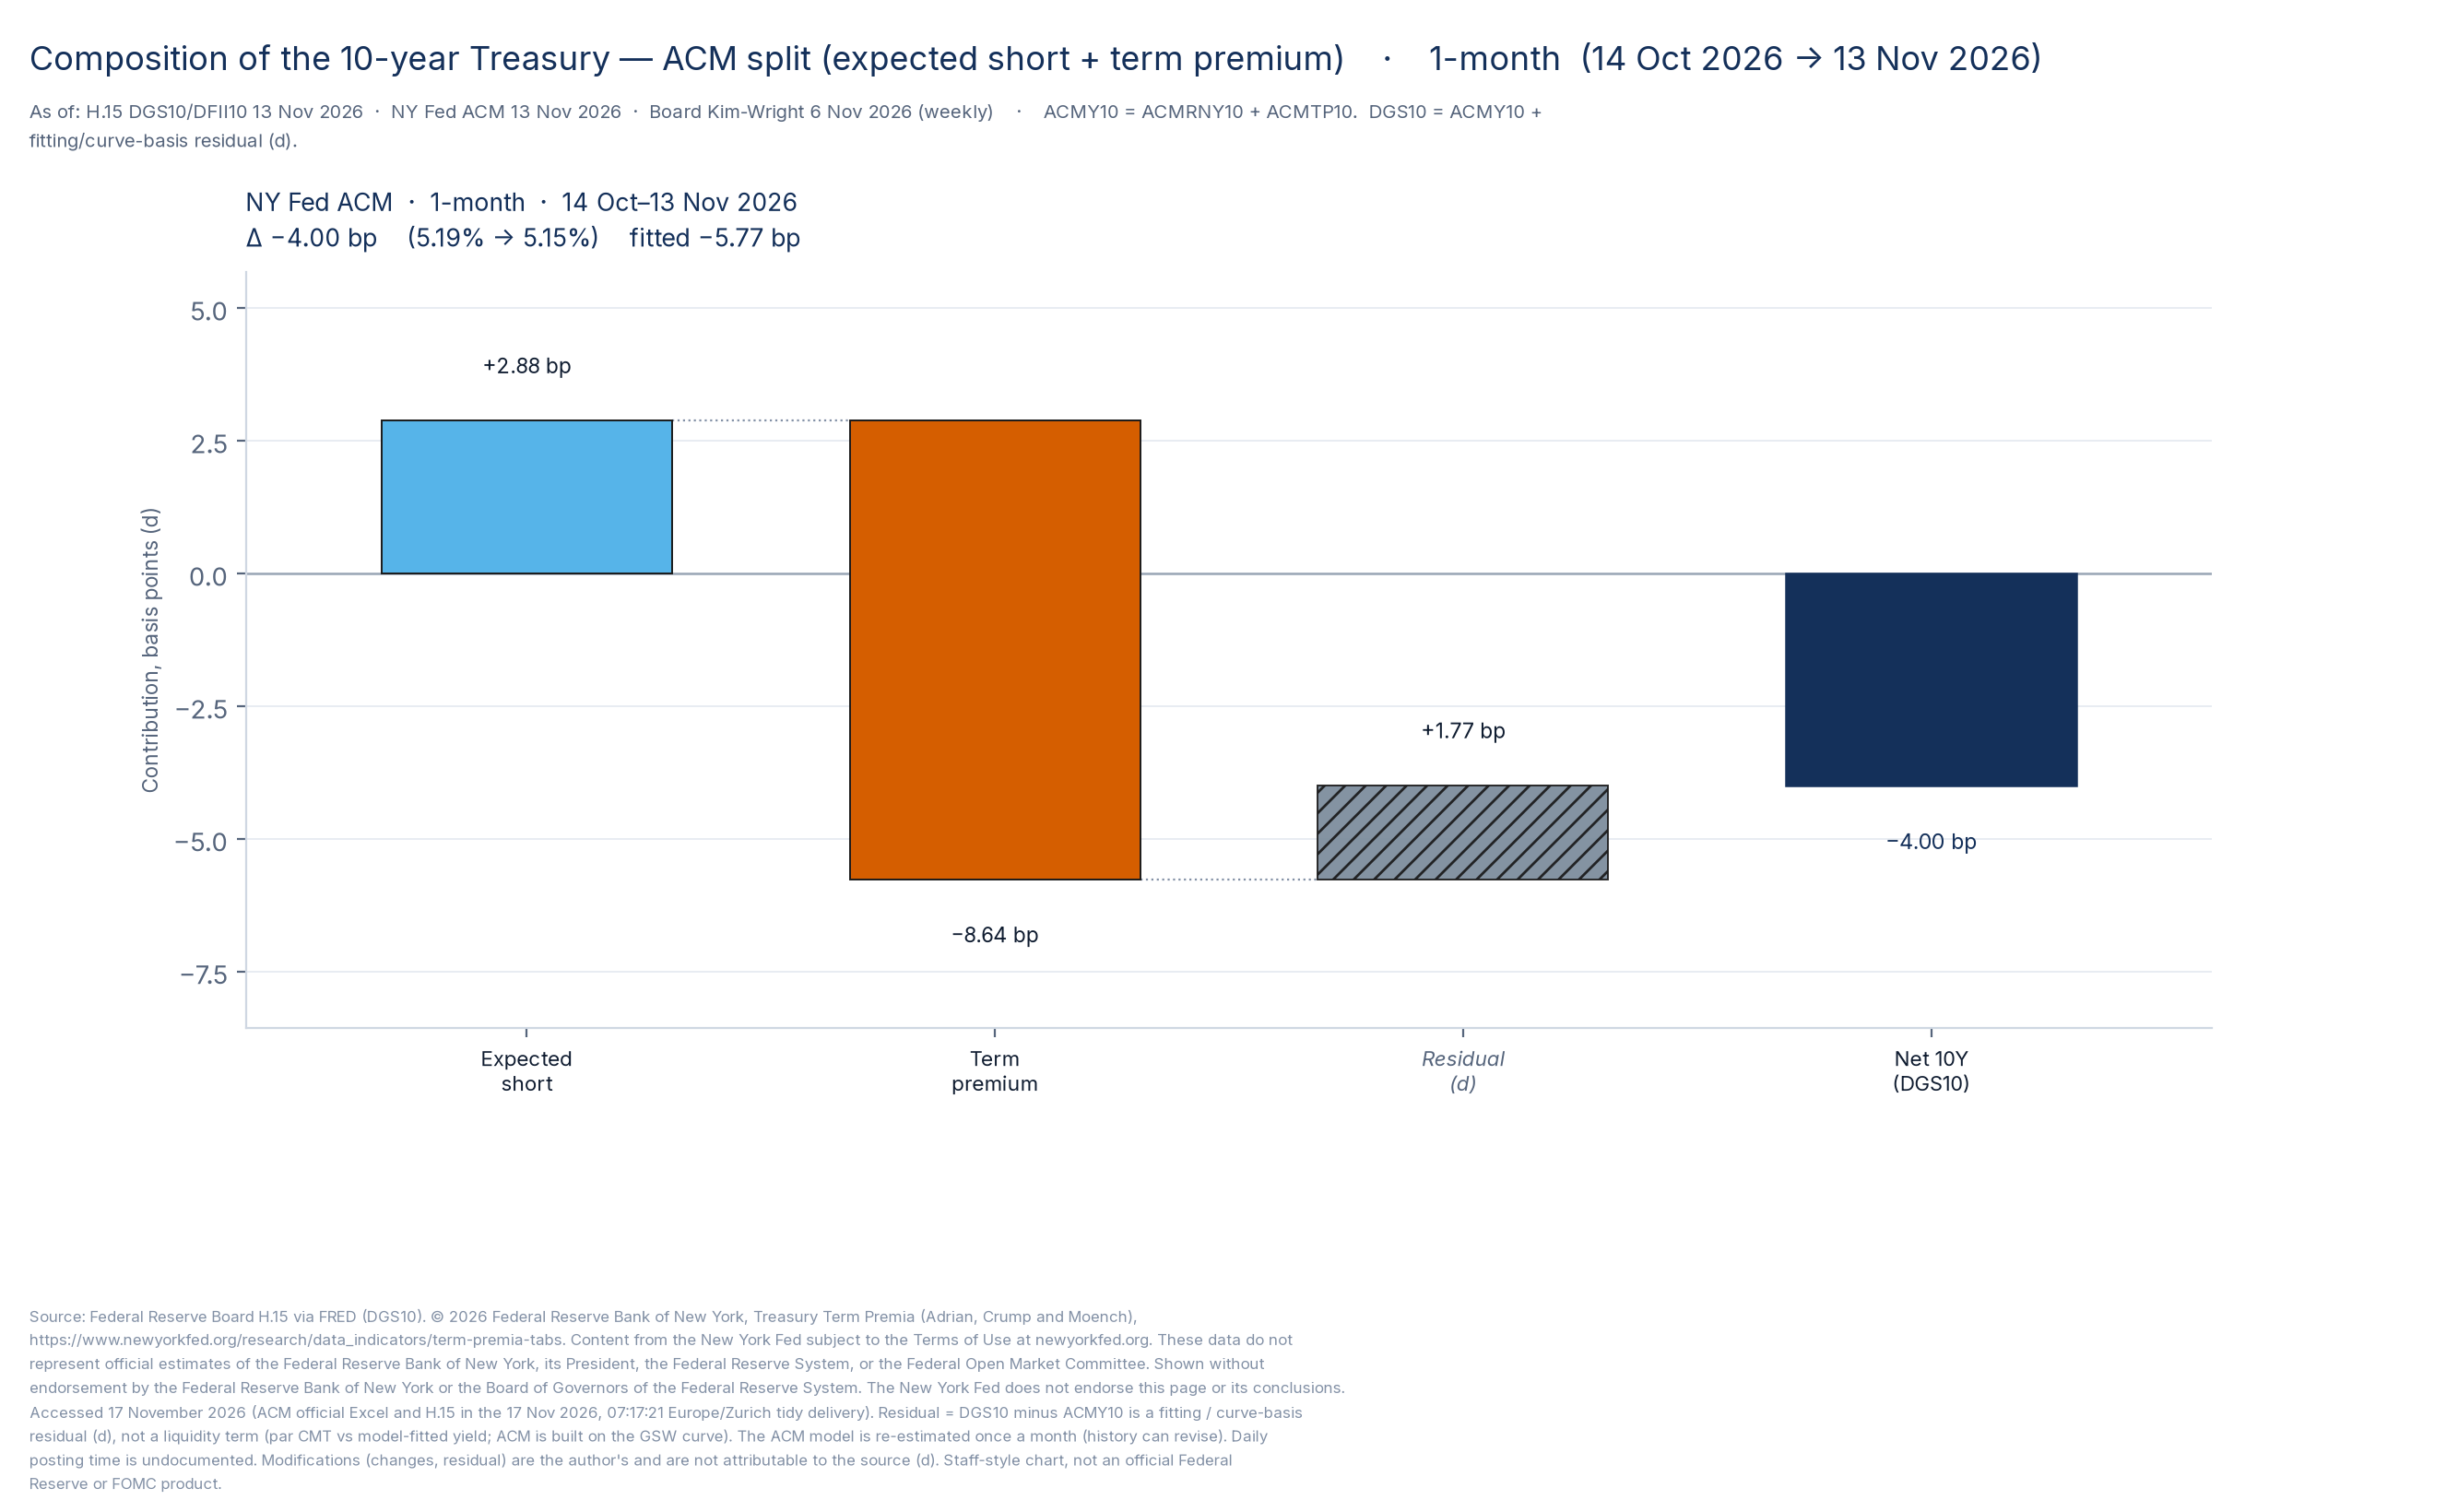 Composition of the 10-year Treasury — ACM split (expected short + term premium) · 1-month (14 Oct 2026 → 13 Nov 2026)
As of: H.15 DGS10/DFII10 13 Nov 2026 · NY Fed ACM 13 Nov 2026 · Board Kim-Wright 6 Nov 2026 (weekly) · ACMY10 = ACMRNY10 + ACMTP10. DGS10 = ACMY10 +
fitting/curve-basis residual (d).
NY Fed ACM · 1-month · 14 Oct–13 Nov 2026
Δ −4.00 bp (5.19% → 5.15%) fitted −5.77 bp
Contribution, basis points (d)
5.0
2.5
0.0
−2.5
−5.0
−7.5
+2.88 bp
−8.64 bp
+1.77 bp
−4.00 bp
Expected
short
Term
premium
Residual
(d)
Net 10Y
(DGS10)
Source: Federal Reserve Board H.15 via FRED (DGS10). © 2026 Federal Reserve Bank of New York, Treasury Term Premia (Adrian, Crump and Moench),
https://www.newyorkfed.org/research/data_indicators/term-premia-tabs. Content from the New York Fed subject to the Terms of Use at newyorkfed.org. These data do not
represent official estimates of the Federal Reserve Bank of New York, its President, the Federal Reserve System, or the Federal Open Market Committee. Shown without
endorsement by the Federal Reserve Bank of New York or the Board of Governors of the Federal Reserve System. The New York Fed does not endorse this page or its conclusions.
Accessed 17 November 2026 (ACM official Excel and H.15 in the 17 Nov 2026, 07:17:21 Europe/Zurich tidy delivery). Residual = DGS10 minus ACMY10 is a fitting / curve-basis
residual (d), not a liquidity term (par CMT vs model-fitted yield; ACM is built on the GSW curve). The ACM model is re-estimated once a month (history can revise). Daily
posting time is undocumented. Modifications (changes, residual) are the author's and are not attributable to the source (d). Staff-style chart, not an official Federal
Reserve or FOMC product.